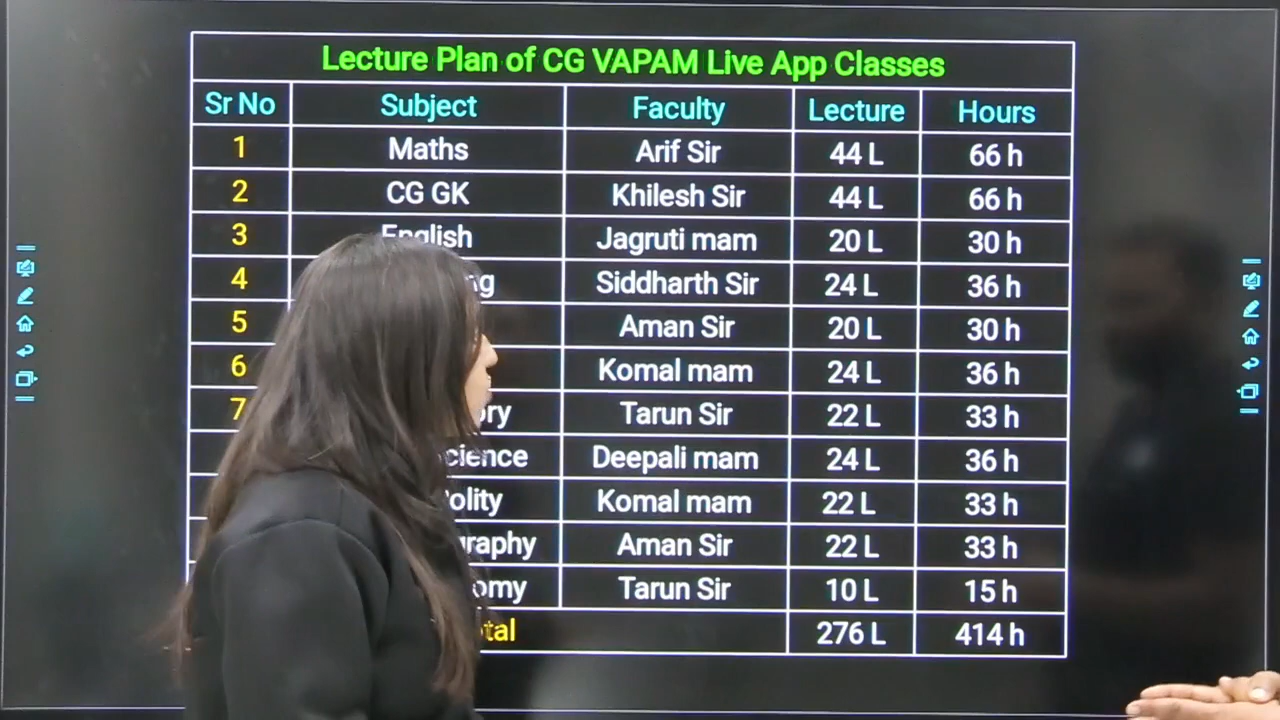 Lecture Plan of CG VAPAM Live App Classes
Sr No Subject Faculty Lecture Hours
1 Maths Arif Sir 44 L 66 h
2 CG GK Khilesh Sir 44 L 66 h
3 English Jagruti mam 20 L 30 h
4 Siddharth Sir 24 L 36 h
5 Aman Sir 20 L 30 h
6 Komal mam 24 L 36 h
7 Tarun Sir 22 L 33 h
Science Deepali mam 24 L 36 h
Polity Komal mam 22 L 33 h
Aman Sir 22 L 33 h
Tarun Sir 10 L 15 h
Total 276 L 414 h